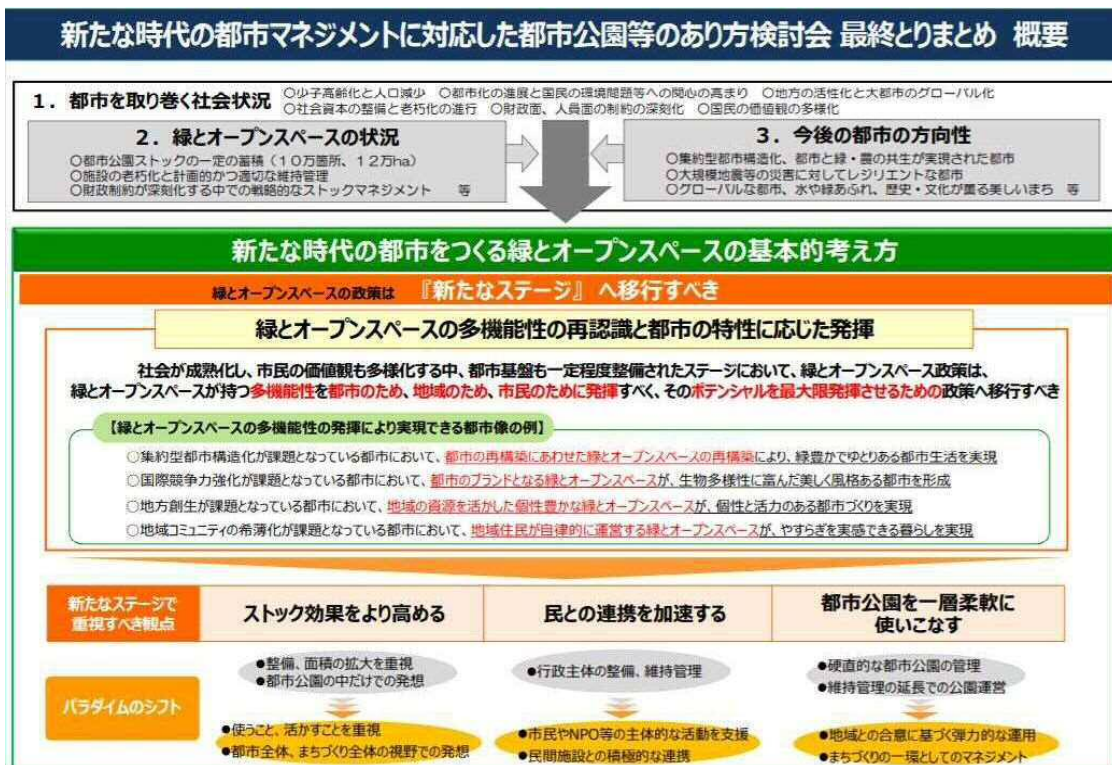 新たな時代の都市マネジメントに対応した都市公園等のあり方検討会 最終とりまとめ 概要
1．都市を取り巻く社会状況
○少子高齢化と人口減少 ○都市化の進展と国民の環境問題等への関心の高まり ○地方の活性化と大都市のグローバル化
○社会資本の整備と老朽化の進行 ○財政面、人員面の制約の深刻化 ○国民の価値観の多様化
2．緑とオープンスペースの状況
○都市公園ストックの一定の蓄積（１０万箇所、１２万ha）
○施設の老朽化と計画的かつ適切な維持管理
○財政制約が深刻化する中での戦略的なストックマネジメント 等
3．今後の都市の方向性
○集約型都市構造化、都市と緑・農の共生が実現された都市
○大規模地震等の災害に対してレジリエントな都市
○グローバルな都市、水や緑あふれ、歴史・文化が薫る美しいまち 等
新たな時代の都市をつくる緑とオープンスペースの基本的考え方
緑とオープンスペースの政策は 『新たなステージ』 へ移行すべき
緑とオープンスペースの多機能性の再認識と都市の特性に応じた発揮
社会が成熟化し、市民の価値観も多様化する中、都市基盤も一定程度整備されたステージにおいて、緑とオープンスペース政策は、
緑とオープンスペースが持つ多機能性を都市のため、地域のため、市民のために発揮すべく、そのポテンシャルを最大限発揮させるための政策へ移行すべき
【緑とオープンスペースの多機能性の発揮により実現できる都市像の例】
○集約型都市構造化が課題となっている都市において、都市の再構築にあわせた緑とオープンスペースの再構築により、緑豊かでゆとりある都市生活を実現
○国際競争力強化が課題となっている都市において、都市のブランドとなる緑とオープンスペースが、生物多様性に富んだ美しく風格ある都市を形成
○地方創生が課題となっている都市において、地域の資源を活かした個性豊かな緑とオープンスペースが、個性と活力のある都市づくりを実現
○地域コミュニティの希薄化が課題となっている都市において、地域住民が自律的に運営する緑とオープンスペースが、やすらぎを実感できる暮らしを実現
新たなステージで
重視すべき観点
ストック効果をより高める
民との連携を加速する
都市公園を一層柔軟に
使いこなす
パラダイムのシフト
●整備、面積の拡大を重視
●都市公園の中だけでの発想
●使うこと、活かすことを重視
●都市全体、まちづくり全体の視野での発想
●行政主体の整備、維持管理
●市民やNPO等の主体的な活動を支援
●民間施設との積極的な連携
●硬直的な都市公園の管理
●維持管理の延長での公園運営
●地域との合意に基づく弾力的な運用
●まちづくりの一環としてのマネジメント